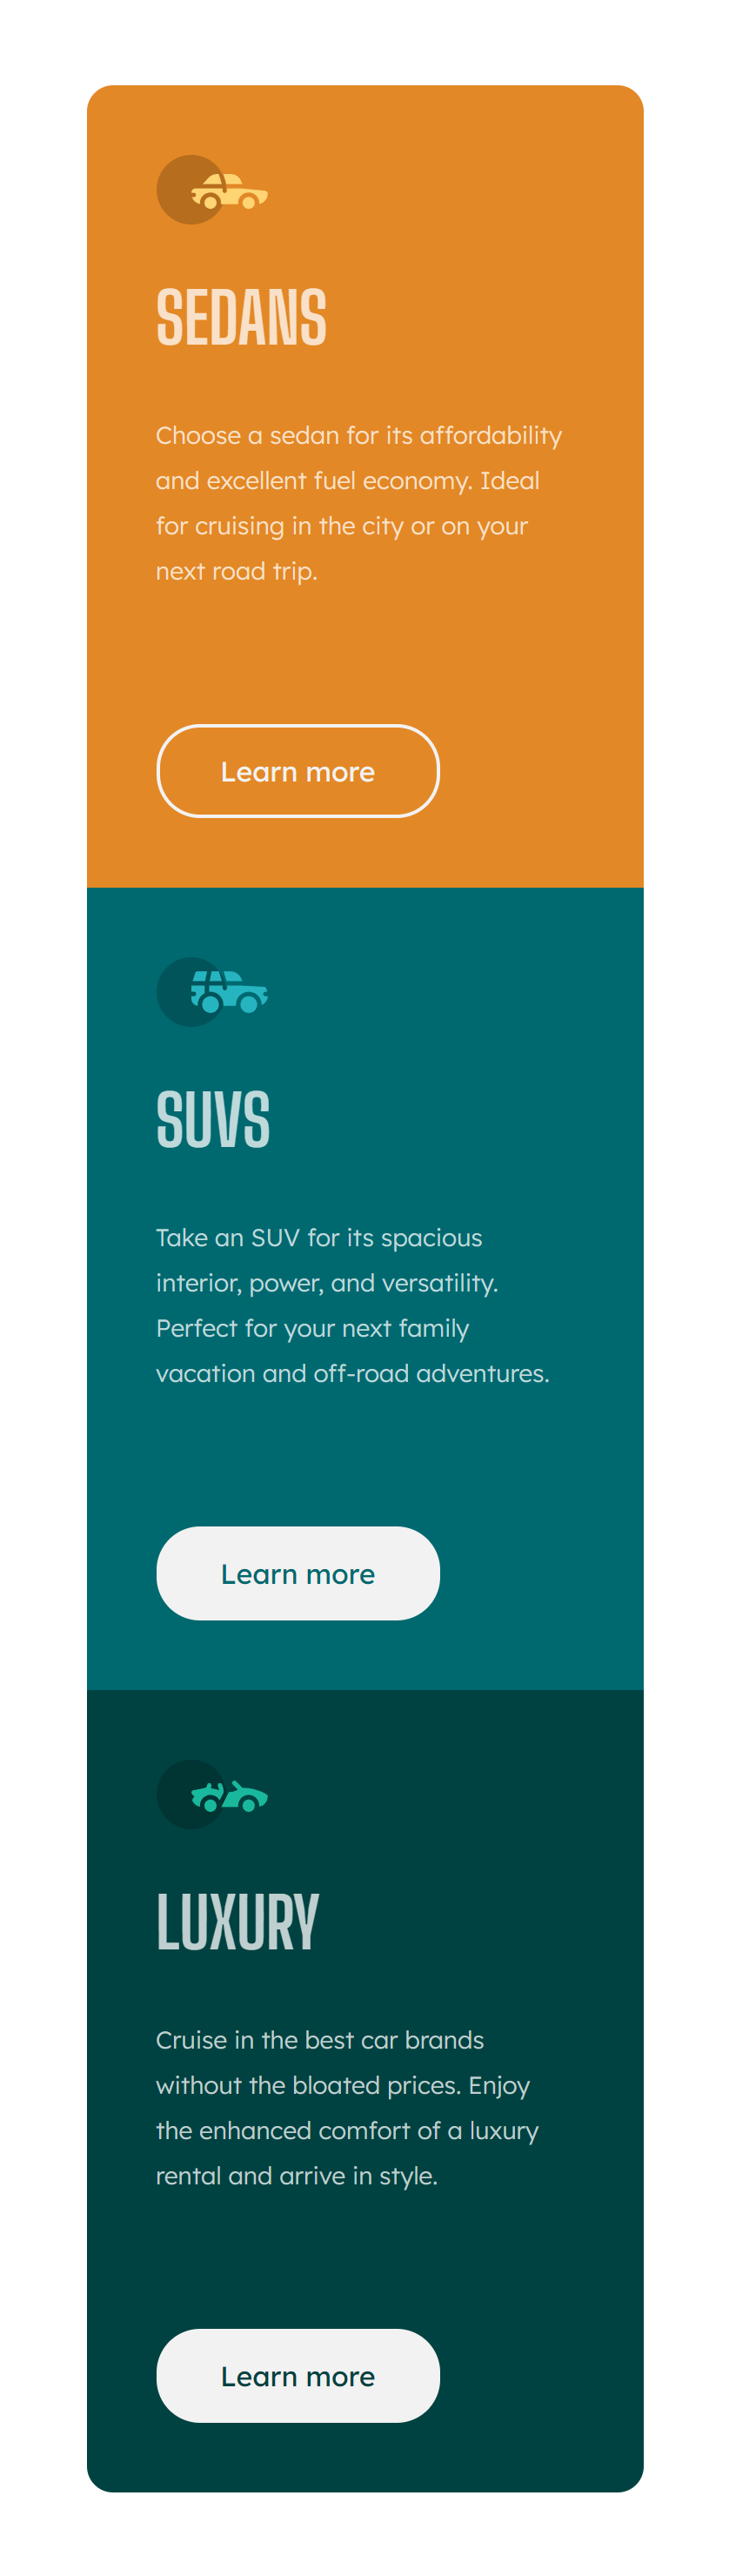 SEDANS
Choose a sedan for its affordability
and excellent fuel economy. Ideal
for cruising in the city or on your
next road trip.
Learn more
SUVS
Take an SUV for its spacious
interior, power, and versatility.
Perfect for your next family
vacation and off-road adventures.
Learn more
LUXURY
Cruise in the best car brands
without the bloated prices. Enjoy
the enhanced comfort of a luxury
rental and arrive in style.
Learn more